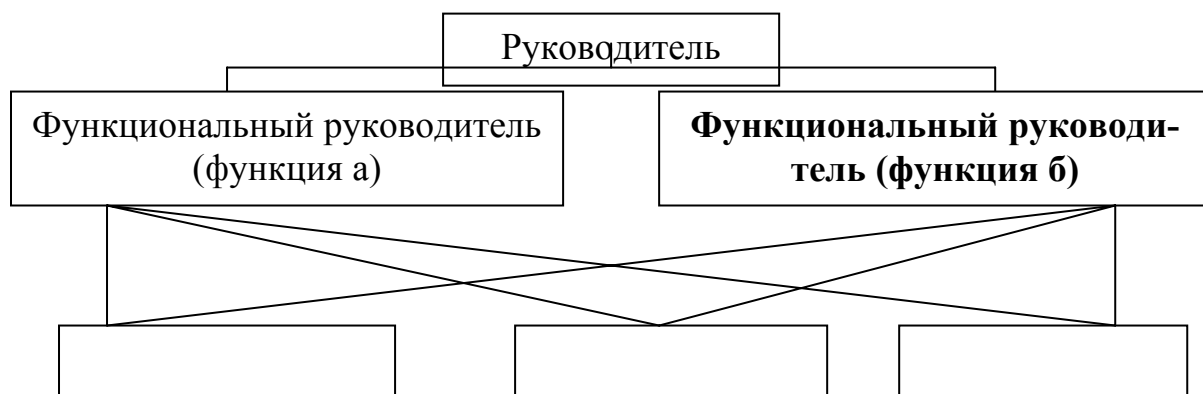 Руководитель
Функциональный руководитель
(функция а)
Функциональный руководи-
тель (функция б)